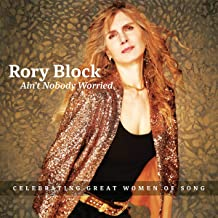 Rory Block
Ain't Nobody Worried
CELEBRATING GREAT WOMEN OF SONG